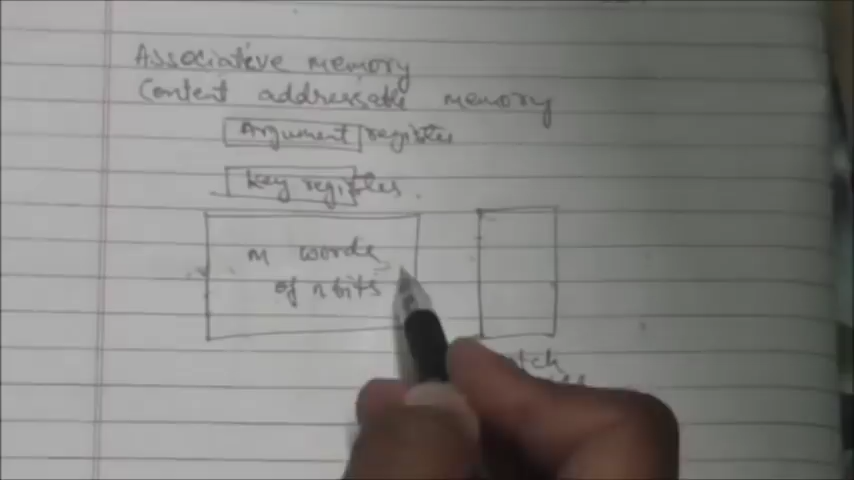 Associative memory
Content addressable memory
Argument register
Key register
m words
of n bits